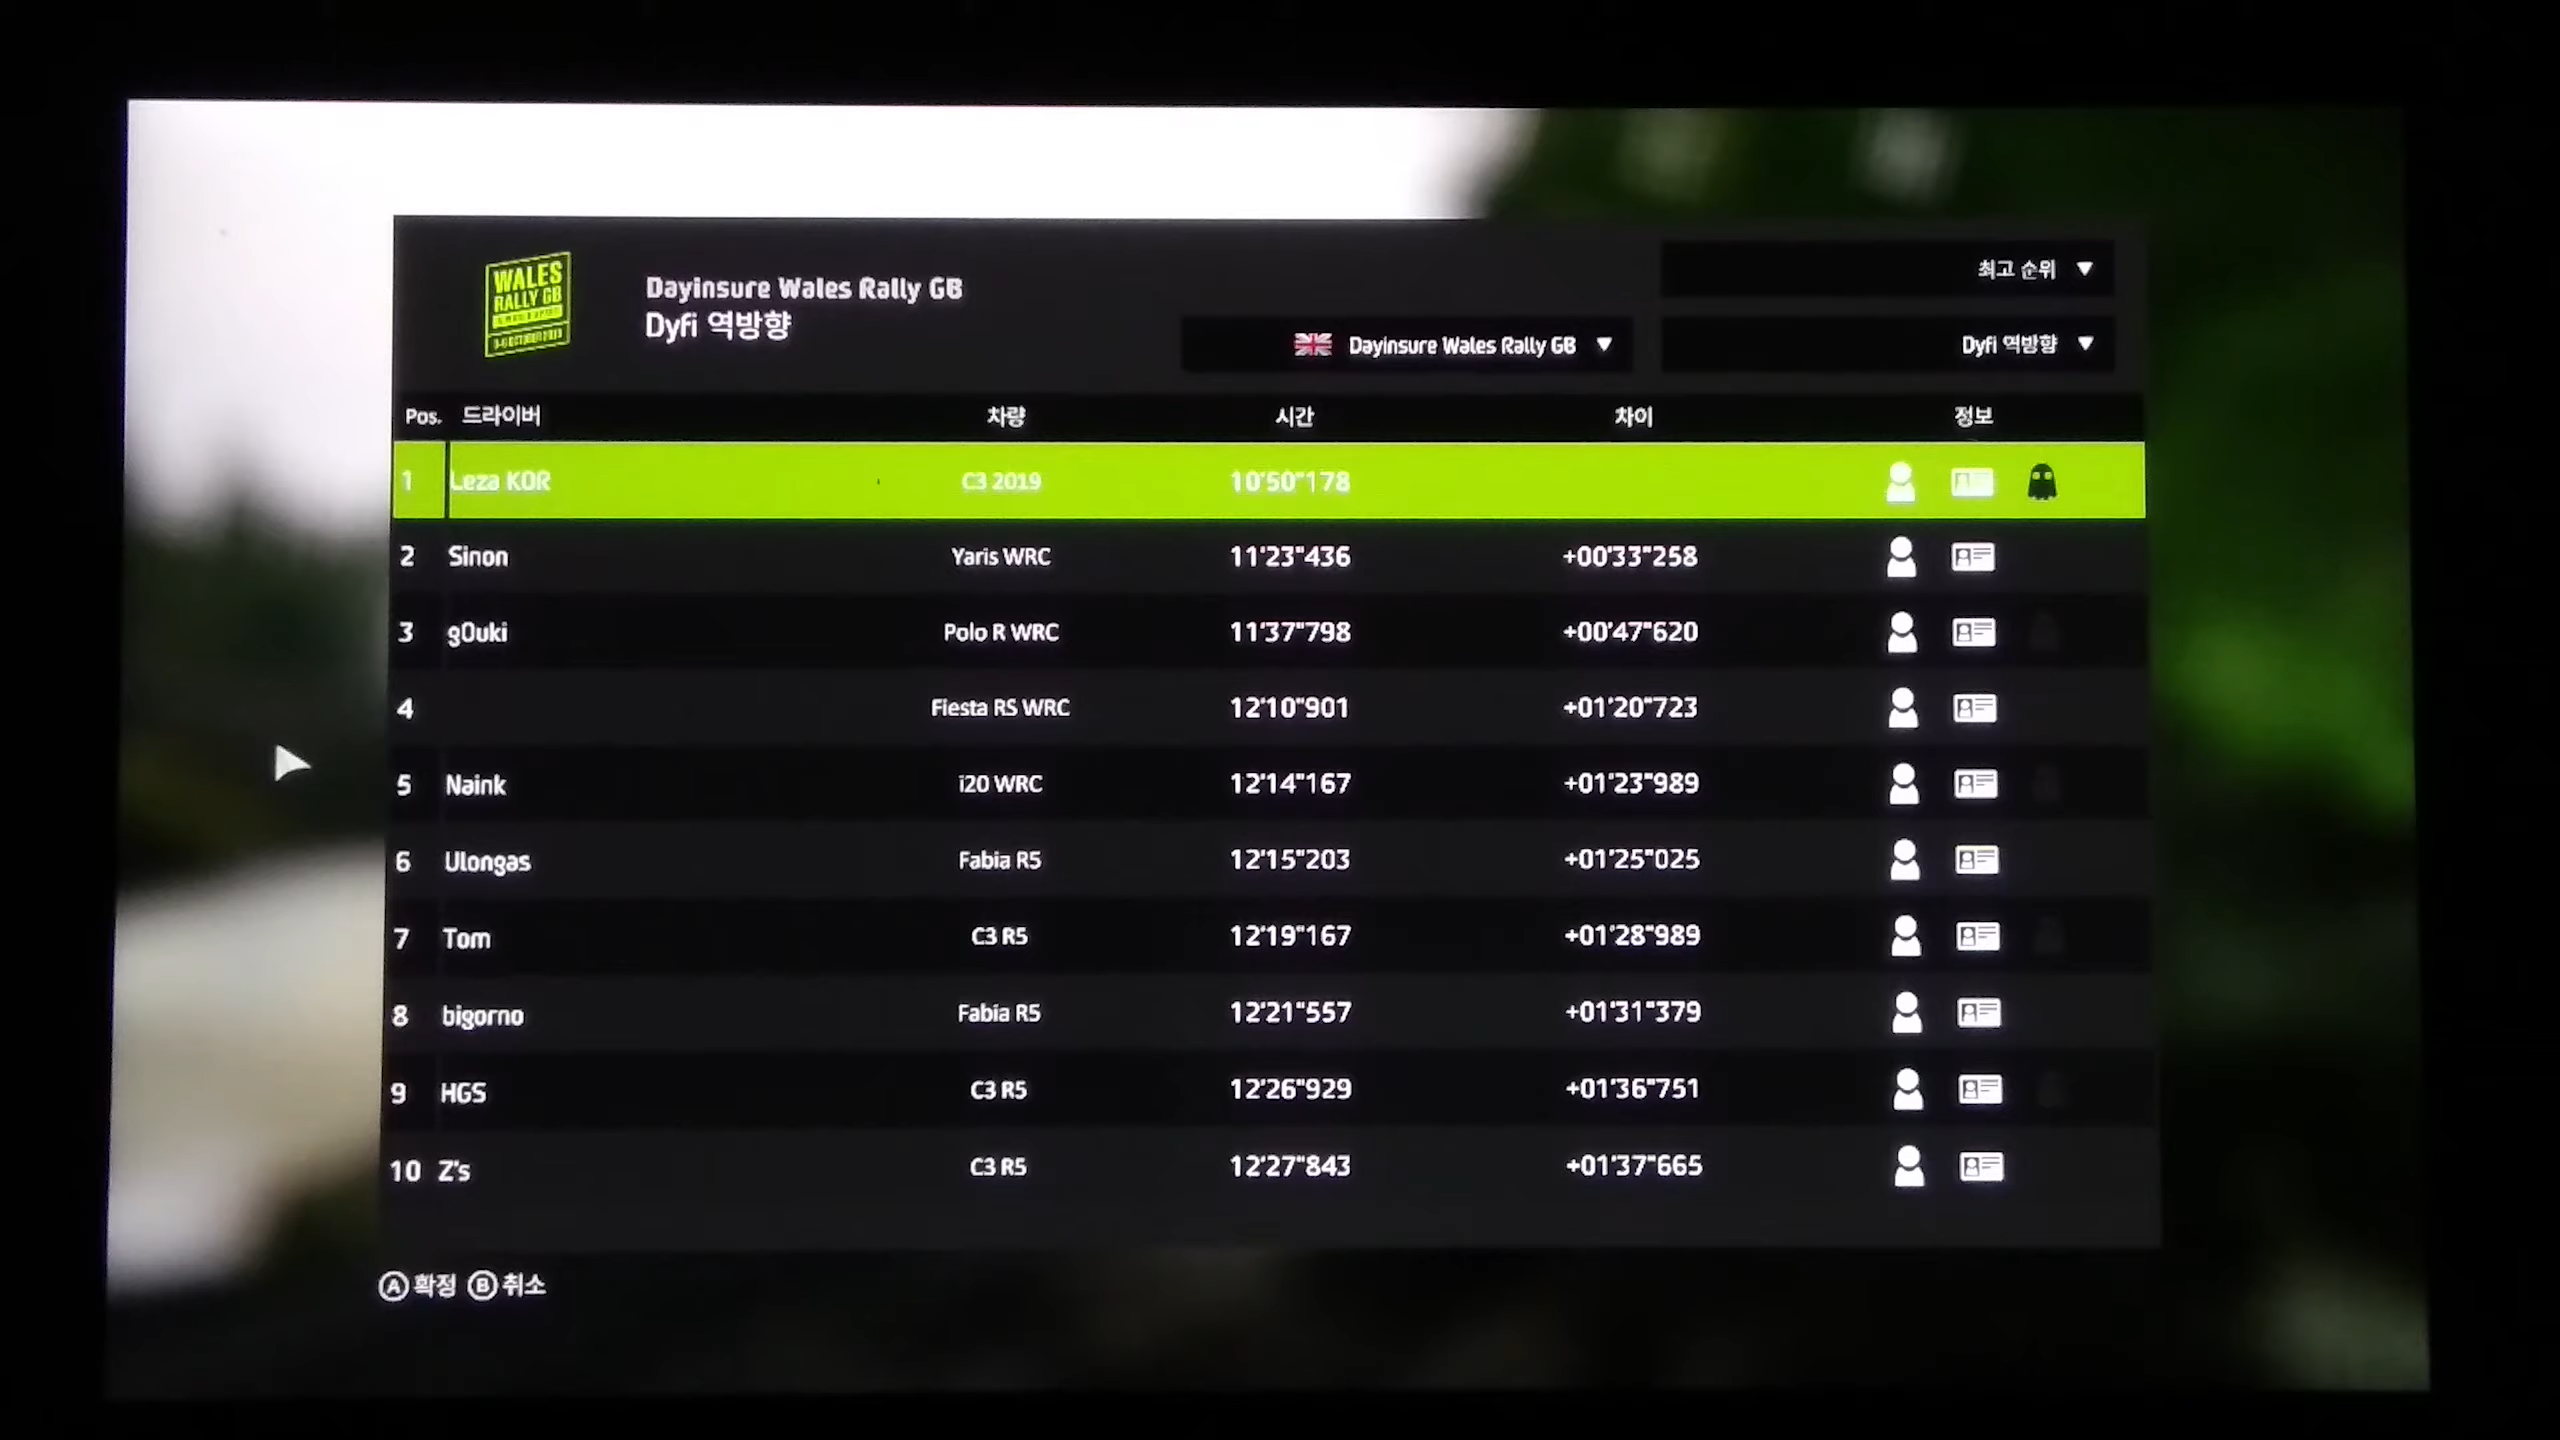 WALES
RALLY GB
Dayinsure Wales Rally GB
Dyfi 역방향
최고 순위
Dayinsure Wales Rally GB
Dyfi 역방향
Pos. 드라이버 차량 시간 차이 정보
1 Leza KOR C3 2019 10'50"178
2 Sinon Yaris WRC 11'23"436 +00'33"258
3 g0uki Polo R WRC 11'37"798 +00'47"620
4 Fiesta RS WRC 12'10"901 +01'20"723
5 Naink i20 WRC 12'14"167 +01'23"989
6 Ulongas Fabia R5 12'15"203 +01'25"025
7 Tom C3 R5 12'19"167 +01'28"989
8 bigorno Fabia R5 12'21"557 +01'31"379
9 HGS C3 R5 12'26"929 +01'36"751
10 Z's C3 R5 12'27"843 +01'37"665
A 확정 B 취소